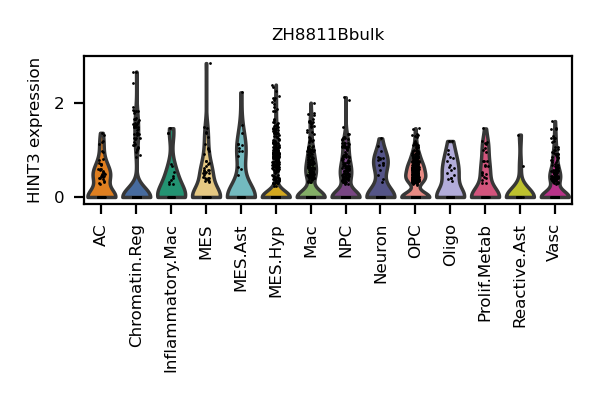 ZH8811Bbulk
HINT3 expression
2
0
AC
Chromatin.Reg
Inflammatory.Mac
MES
MES.Ast
MES.Hyp
Mac
NPC
Neuron
OPC
Oligo
Prolif.Metab
Reactive.Ast
Vasc